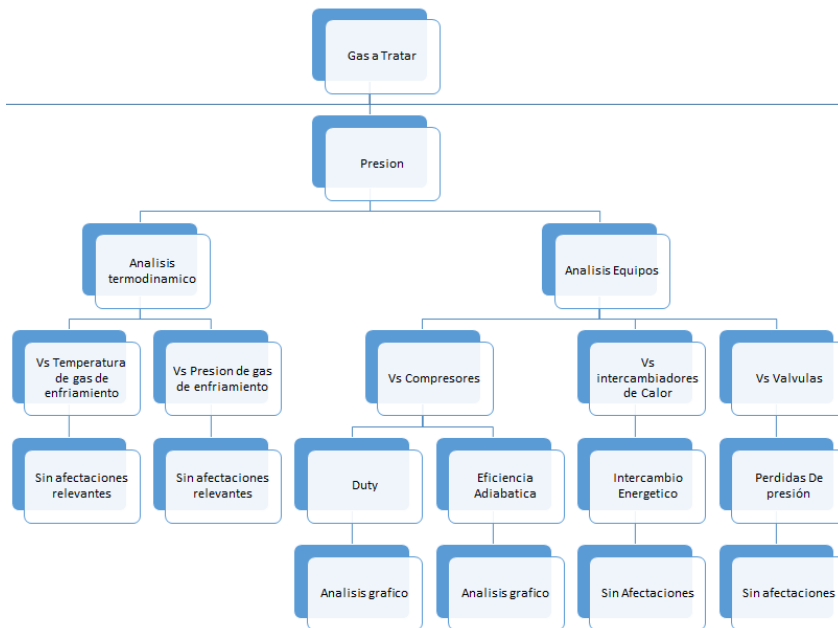 Gas a Tratar
Presion
Analisis
termodinamico
Analisis Equipos
Vs Temperatura
de gas de
enfriamiento
Vs Presion de gas
de enfriamiento
Vs Compresores
Vs
intercambiadores
de Calor
Vs Valvulas
Sin afectaciones
relevantes
Sin afectaciones
relevantes
Duty
Eficiencia
Adiabatica
Intercambio
Energetico
Perdidas De
presión
Analisis grafico
Analisis grafico
Sin Afectaciones
Sin afectaciones